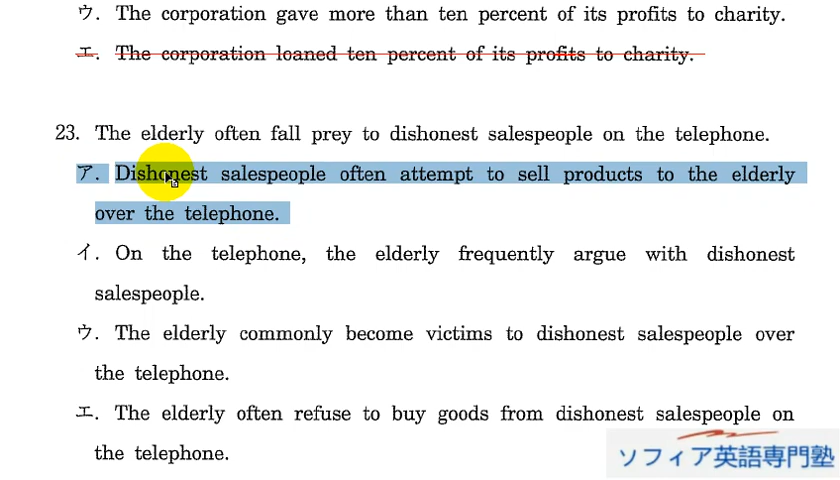 ウ. The corporation gave more than ten percent of its profits to charity.
エ. The corporation loaned ten percent of its profits to charity.
23. The elderly often fall prey to dishonest salespeople on the telephone.
ア. Dishonest salespeople often attempt to sell products to the elderly
over the telephone.
イ. On the telephone, the elderly frequently argue with dishonest
salespeople.
ウ. The elderly commonly become victims to dishonest salespeople over
the telephone.
エ. The elderly often refuse to buy goods from dishonest salespeople on
the telephone.
ソフィア英語専門塾